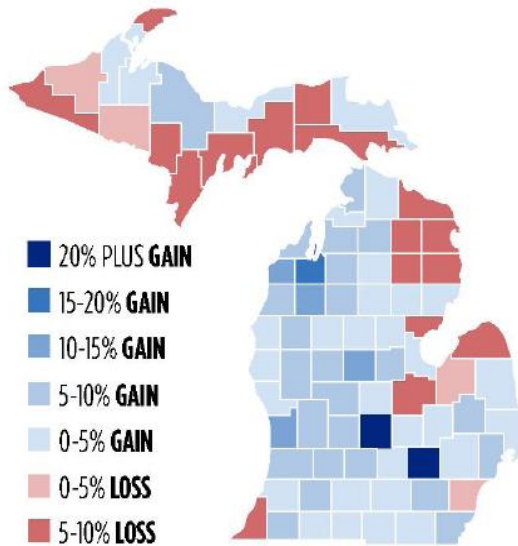 20% PLUS GAIN
15-20% GAIN
10-15% GAIN
5-10% GAIN
0-5% GAIN
0-5% LOSS
5-10% LOSS